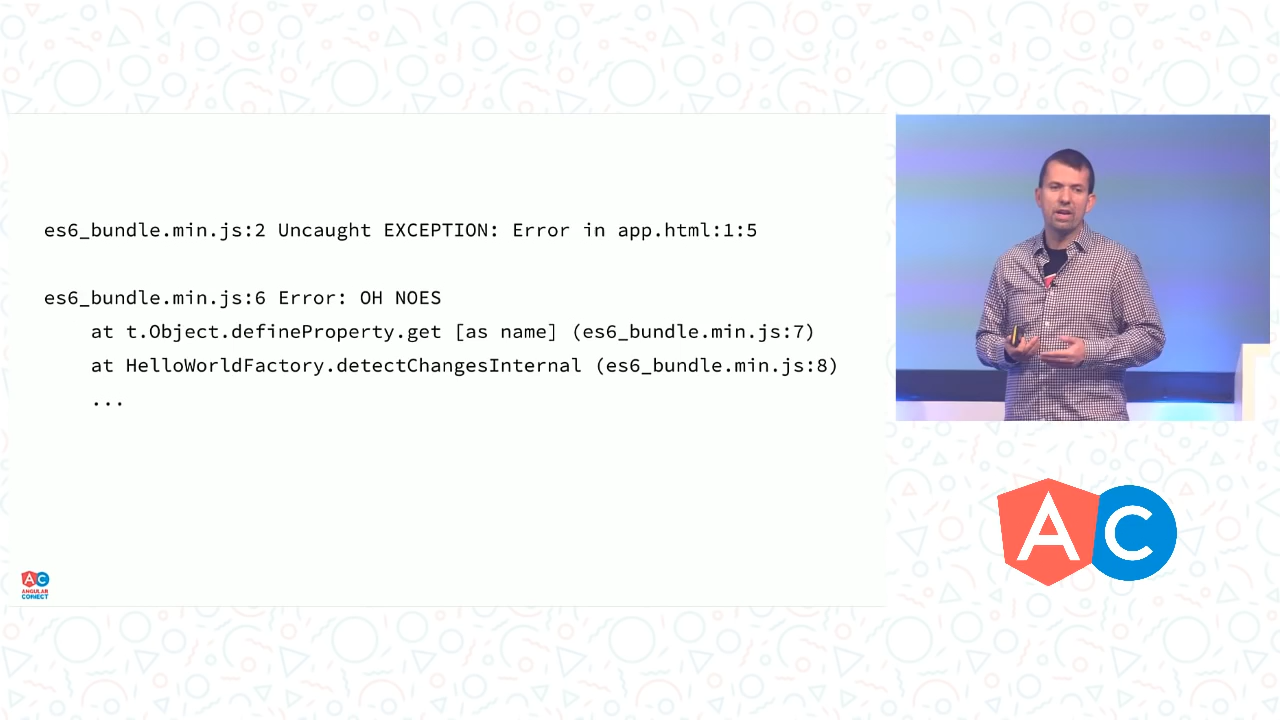 es6_bundle.min.js:2 Uncaught EXCEPTION: Error in app.html:1:5
es6_bundle.min.js:6 Error: OH NOES
at t.Object.defineProperty.get [as name] (es6_bundle.min.js:7)
at HelloWorldFactory.detectChangesInternal (es6_bundle.min.js:8)
...
AC
AC
ANGULAR
CONNECT